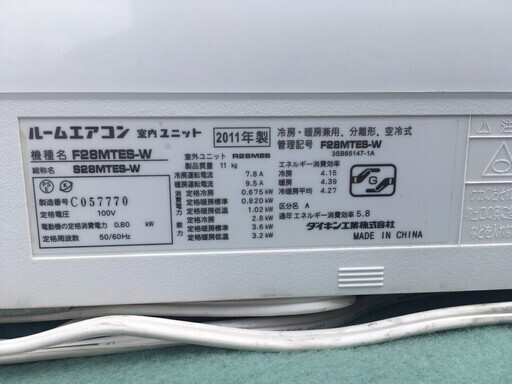 ルームエアコン 室内ユニット 2011年製
機種名 F28MTES-W
総称名 S28MTES-W
製造番号 C057770
定格電圧 100V
電動機の定格消費電力 0.80 kW
定格周波数 50/60Hz
室外ユニット R28MES
製品質量 11 kg
冷房運転電流 7.8 A
暖房運転電流 9.5 A
消費電力 定格冷房 0.675 kW
定格暖房標準 0.820 kW
定格暖房低温 1.02 kW
能力 定格冷房 2.8 kW
定格暖房標準 3.6 kW
定格暖房低温 3.2 kW
冷房・暖房兼用、分離形、空冷式
管理記号 F28MTES-W
3SB65147-1A
エネルギー消費効率
冷房 4.15
暖房 4.39
冷暖房平均 4.27
区分名 A
通年エネルギー消費効率 5.8
ダイキン工業株式会社
MADE IN CHINA